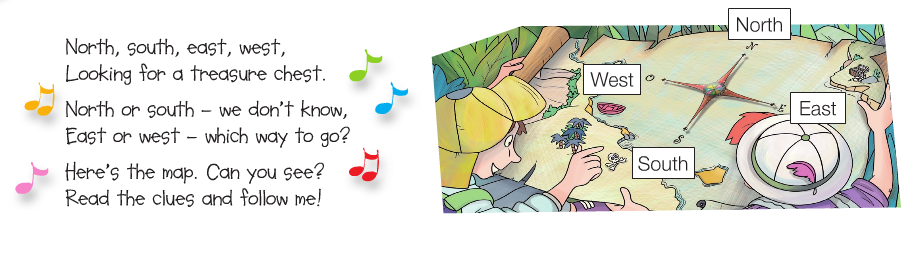 North, south, east, west,
Looking for a treasure chest.
North or south – we don't know,
East or west – which way to go?
Here's the map. Can you see?
Read the clues and follow me!
North
N
West
O
East
E
South
S